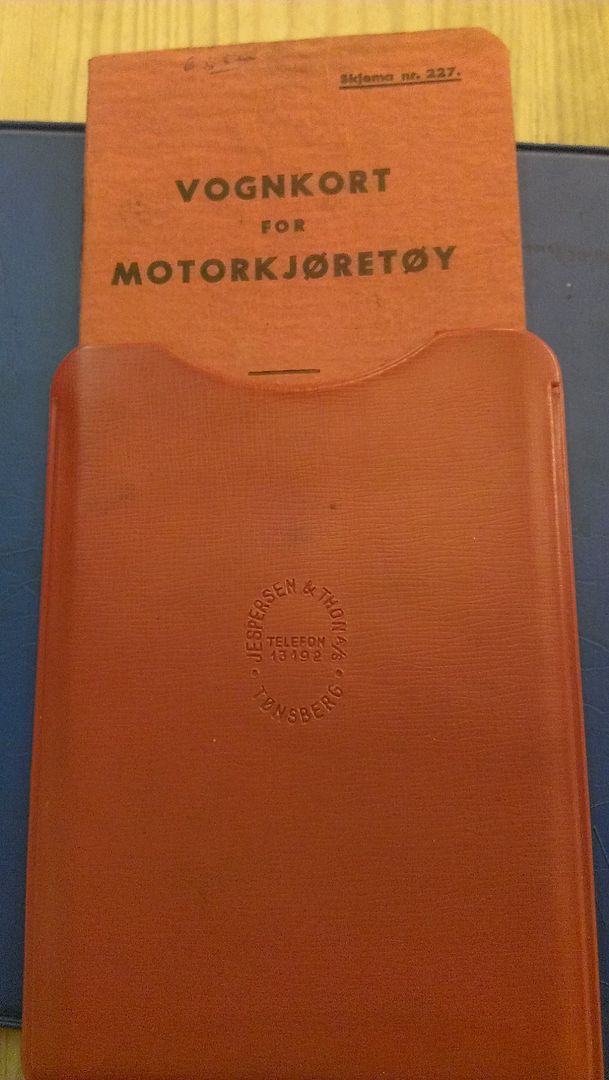 Skjema nr. 227.
VOGNKORT
FOR
MOTORKJØRETØY
JESPERSEN & THON A/S
TELEFON
13192
TØNSBERG